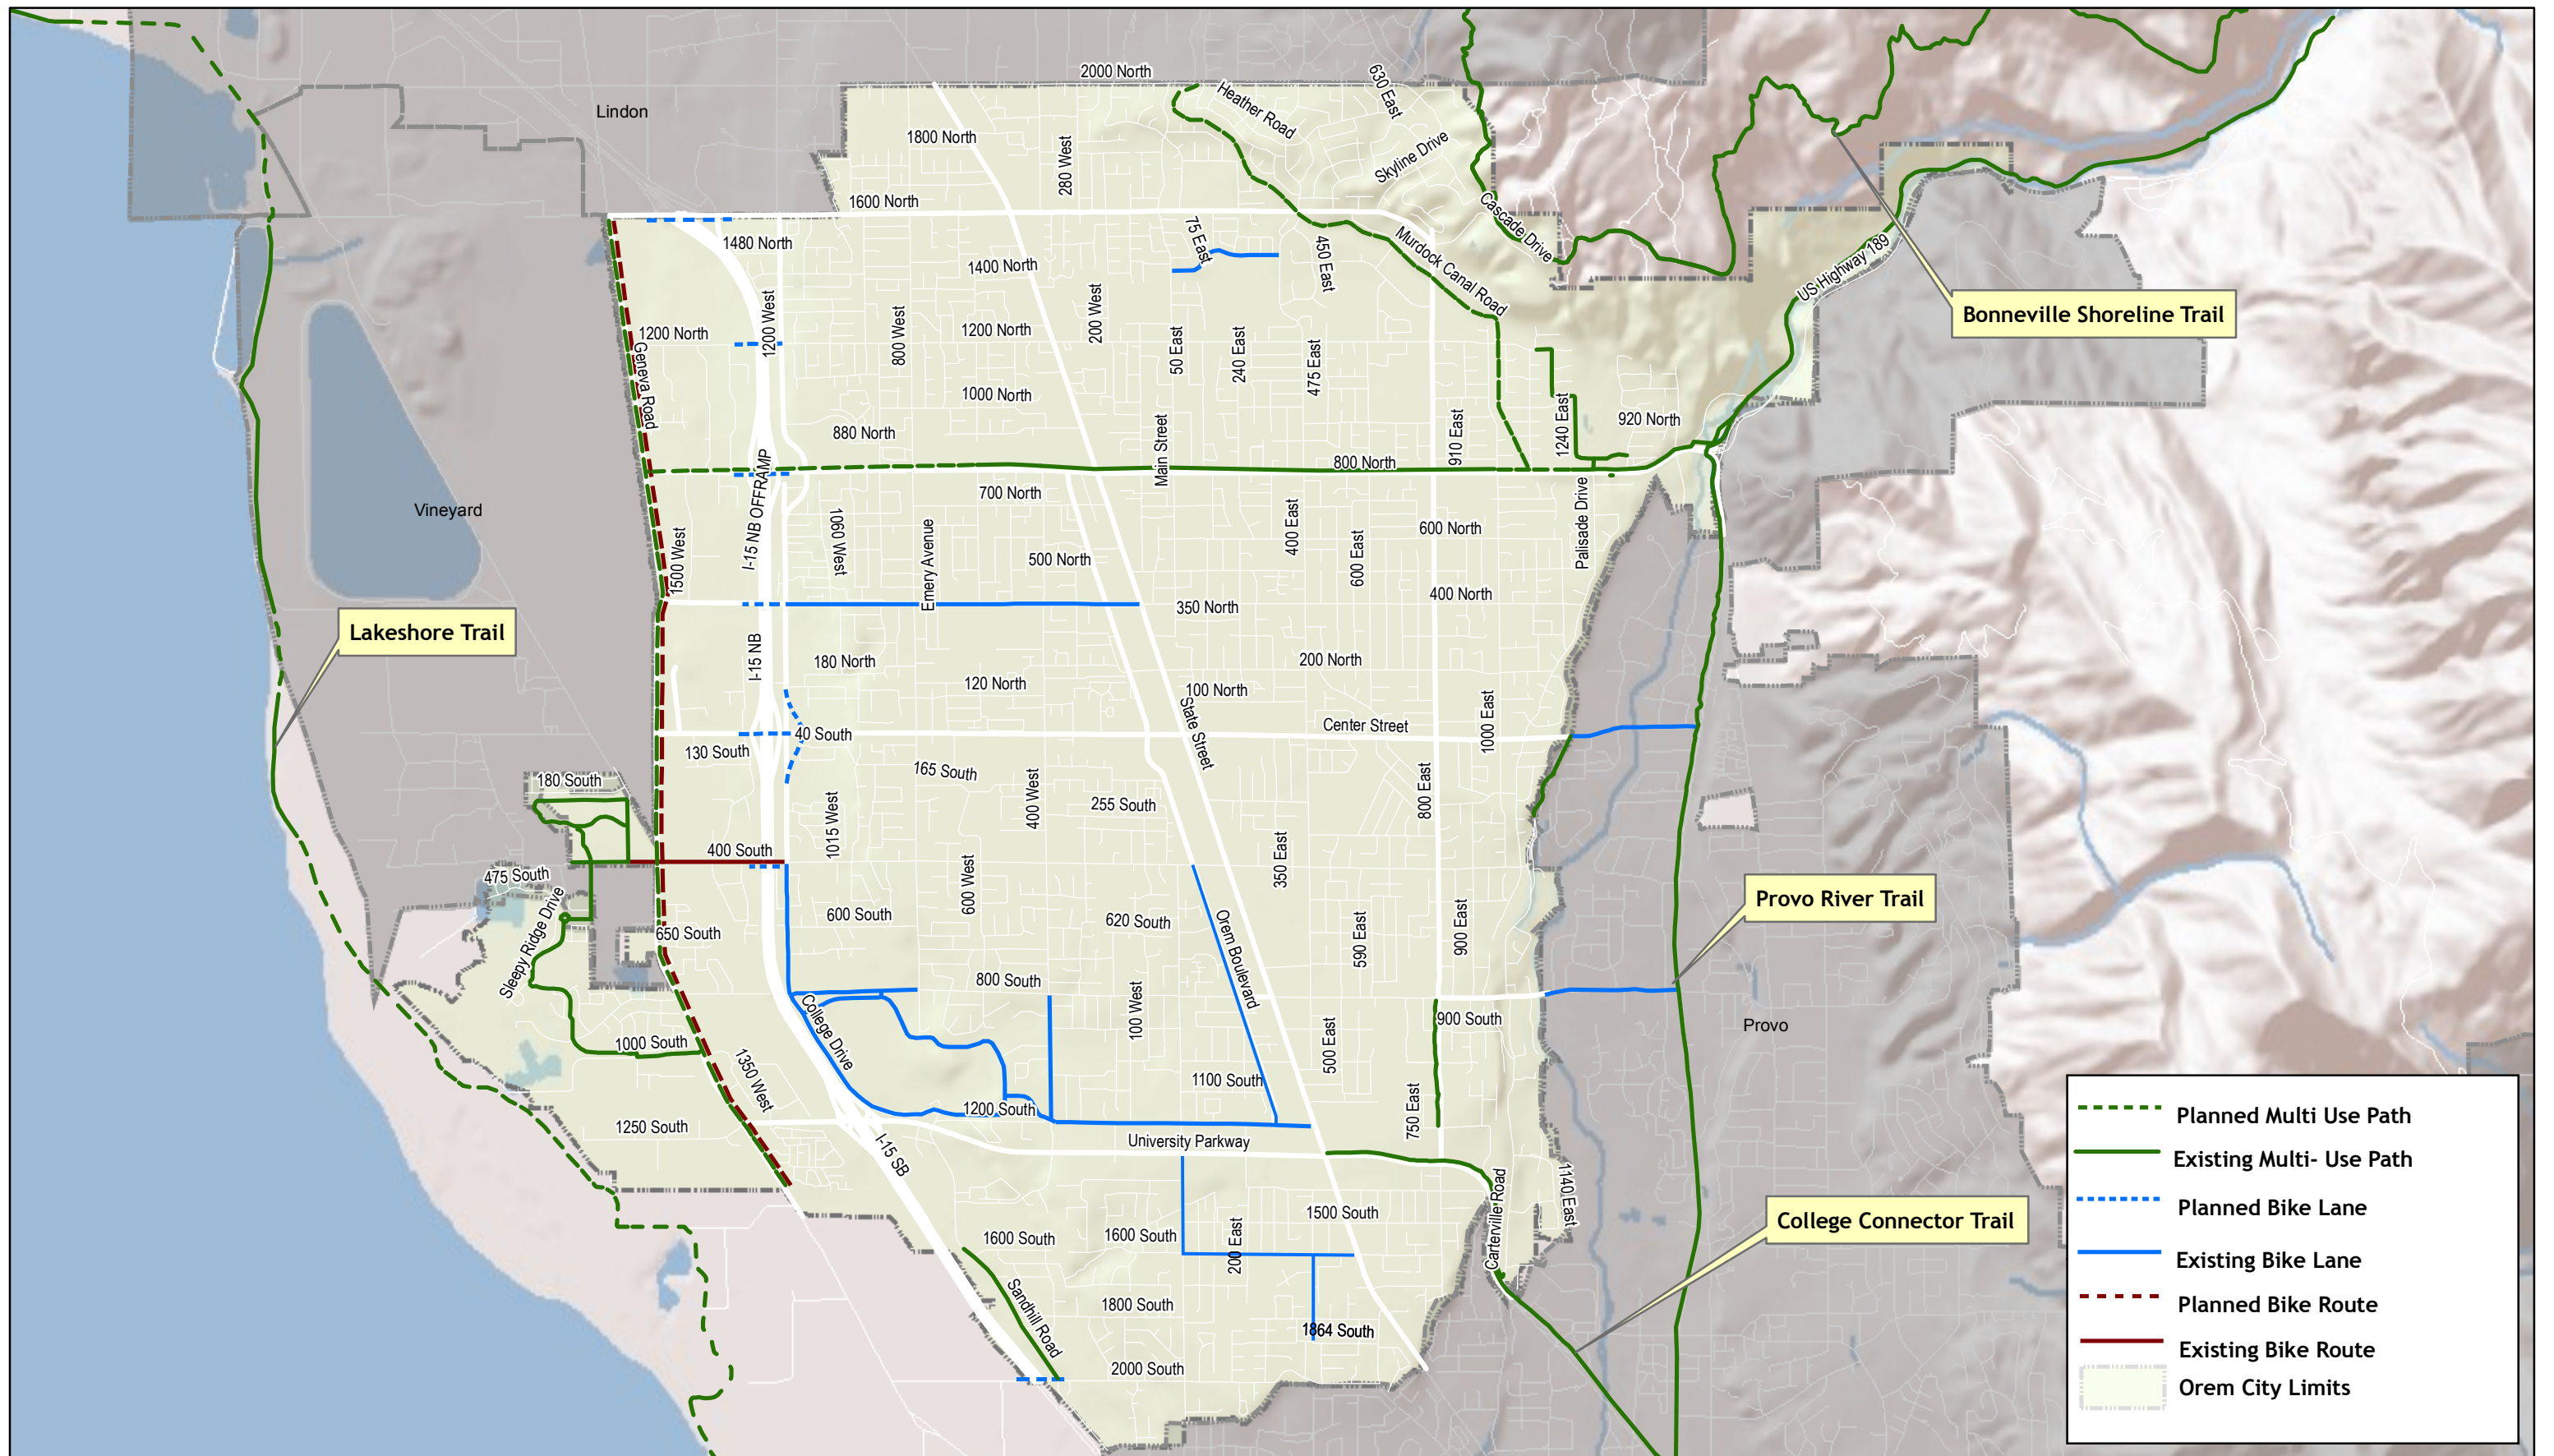 2000 North
630 East
Heather Road
Lindon
1800 North
280 West
Skyline Drive
1600 North
Cascade Drive
75 East
1480 North
450 East
Murdock Canal Road
1400 North
US Highway 189
Bonneville Shoreline Trail
1200 West
200 West
1200 North
800 West
1200 North
50 East
240 East
475 East
Geneva Road
1000 North
920 North
1240 East
910 East
880 North
Main Street
800 North
I-15 NB OFFRAMP
700 North
Palisade Drive
Vineyard
400 East
600 North
1060 West
1500 West
Emery Avenue
500 North
600 East
400 North
350 North
Lakeshore Trail
I-15 NB
180 North
200 North
120 North
100 North
1000 East
State Street
Center Street
40 South
130 South
165 South
180 South
400 West
800 East
255 South
1015 West
400 South
350 East
475 South
600 West
Provo River Trail
600 South
620 South
Sleepy Ridge Drive
650 South
Orem Boulevard
590 East
900 East
800 South
100 West
900 South
Provo
College Drive
500 East
1000 South
1350 West
1100 South
750 East
1200 South
1250 South
University Parkway
I-15 SB
1140 East
Carterville Road
1500 South
College Connector Trail
1600 South
1600 South
200 East
Sandhill Road
1800 South
1864 South
2000 South
Planned Multi Use Path
Existing Multi- Use Path
Planned Bike Lane
Existing Bike Lane
Planned Bike Route
Existing Bike Route
Orem City Limits